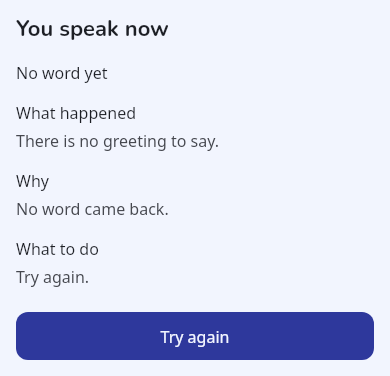 You speak now
No word yet
What happened
There is no greeting to say.
Why
No word came back.
What to do
Try again.
Try again